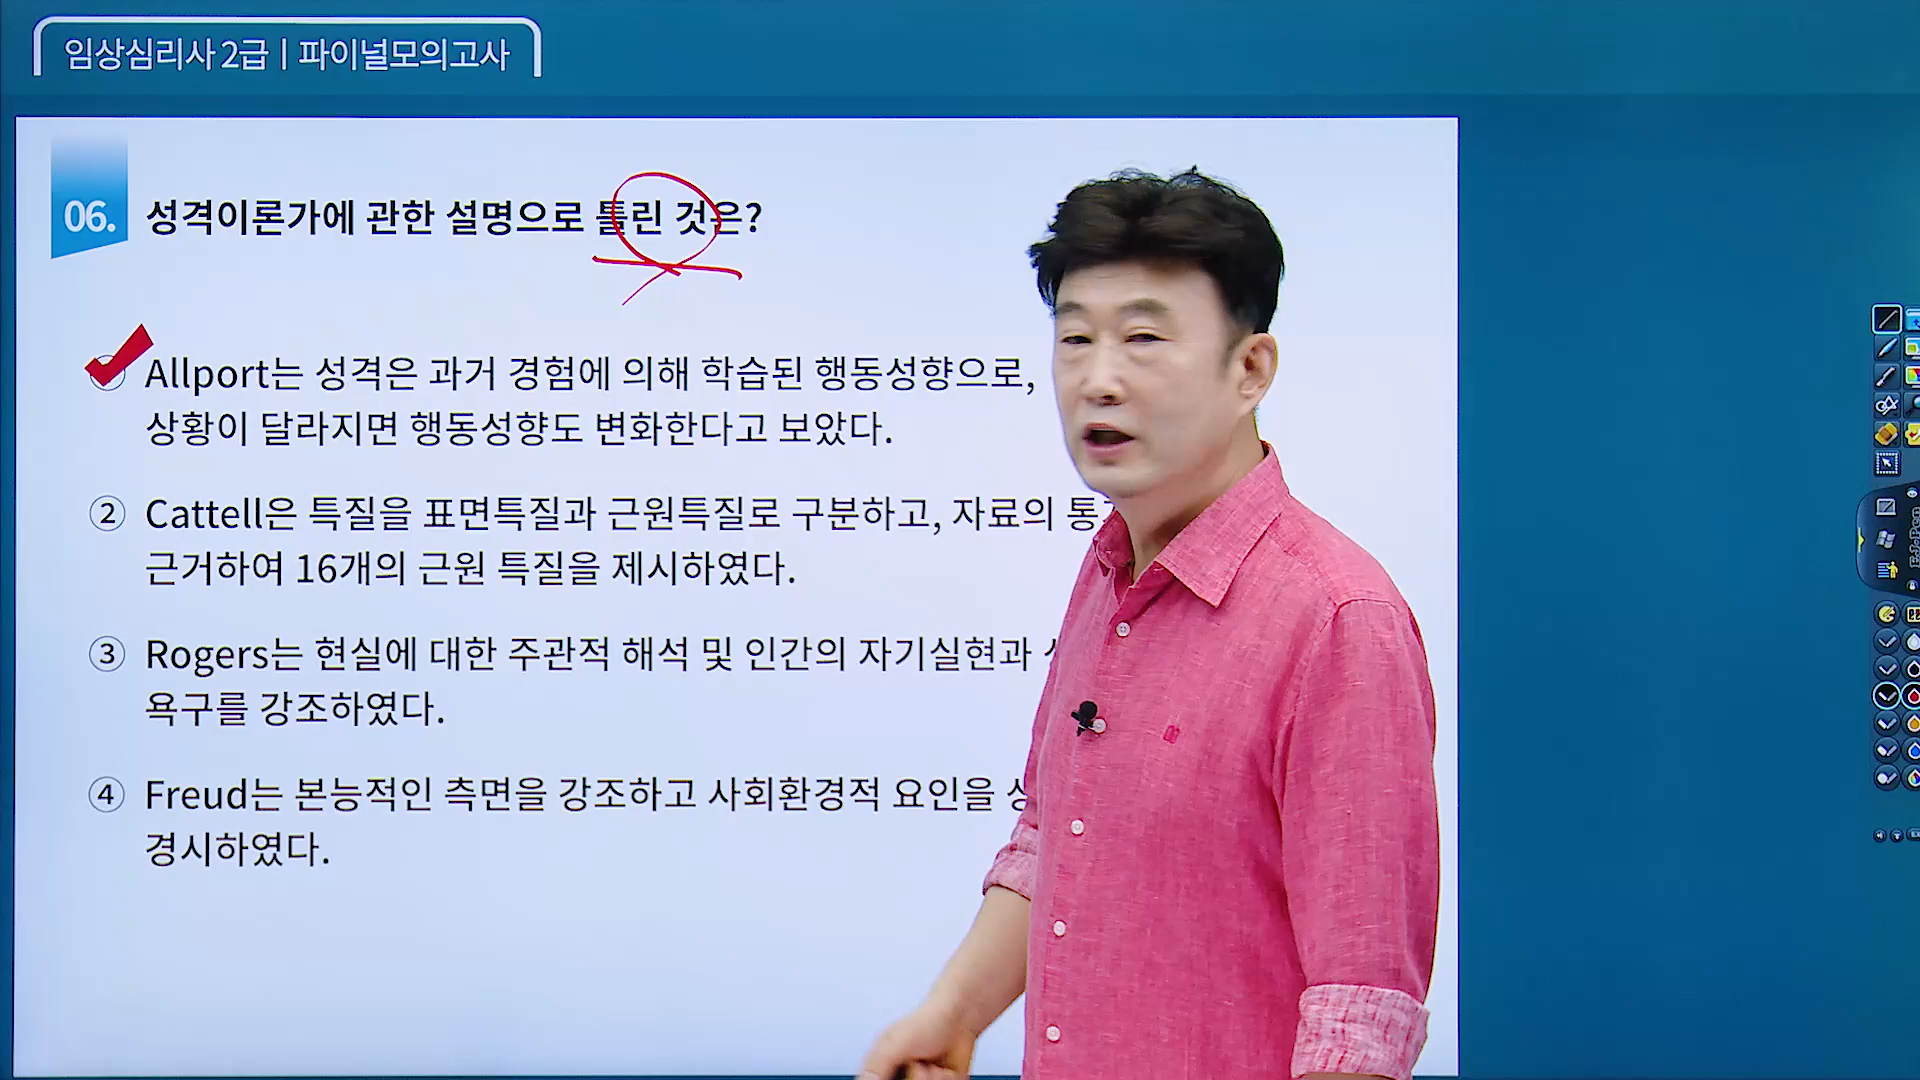 임상심리사 2급 | 파이널모의고사
06. 성격이론가에 관한 설명으로 틀린 것은?
Allport는 성격은 과거 경험에 의해 학습된 행동성향으로,
상황이 달라지면 행동성향도 변화한다고 보았다.
② Cattell은 특질을 표면특질과 근원특질로 구분하고, 자료의
근거하여 16개의 근원 특질을 제시하였다.
③ Rogers는 현실에 대한 주관적 해석 및 인간의 자기실현과
욕구를 강조하였다.
④ Freud는 본능적인 측면을 강조하고 사회환경적 요인을
경시하였다.